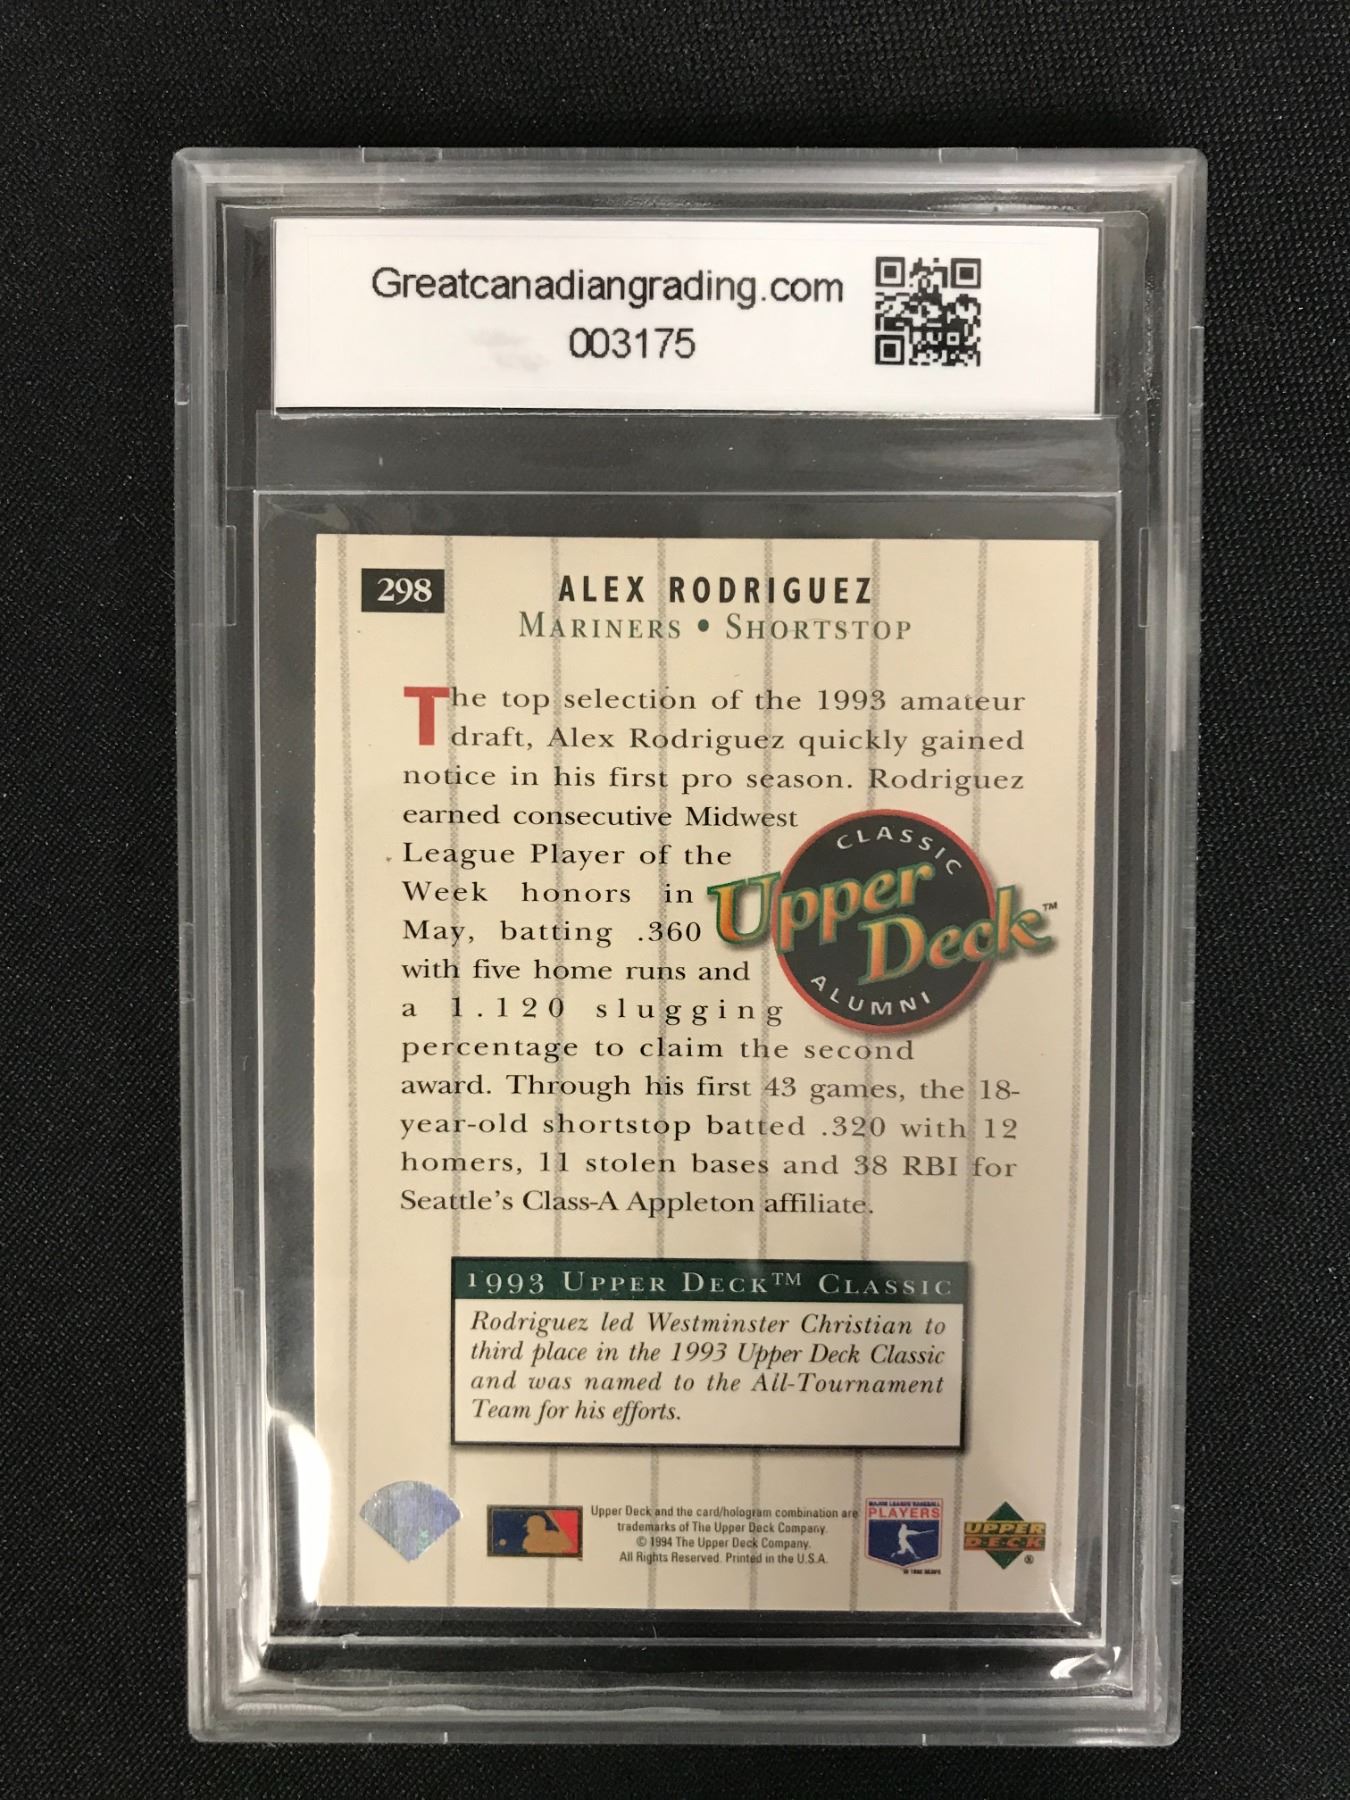 Greatcanadiangrading.com
003175
298
ALEX RODRIGUEZ
MARINERS • SHORTSTOP
The top selection of the 1993 amateur
draft, Alex Rodriguez quickly gained
notice in his first pro season. Rodriguez
earned consecutive Midwest
League Player of the
Week honors in
May, batting .360
with five home runs and
a 1.120 slugging
percentage to claim the second
award. Through his first 43 games, the 18-
year-old shortstop batted .320 with 12
homers, 11 stolen bases and 38 RBI for
Seattle's Class-A Appleton affiliate.
CLASSIC
Upper
Deck™
ALUMNI
1993 UPPER DECK™ CLASSIC
Rodriguez led Westminster Christian to
third place in the 1993 Upper Deck Classic
and was named to the All-Tournament
Team for his efforts.
Upper Deck and the card/hologram combination are
trademarks of The Upper Deck Company.
© 1994 The Upper Deck Company.
All Rights Reserved. Printed in the U.S.A.
MAJOR LEAGUE BASEBALL
PLAYERS
UPPER
D·E·C·K
®